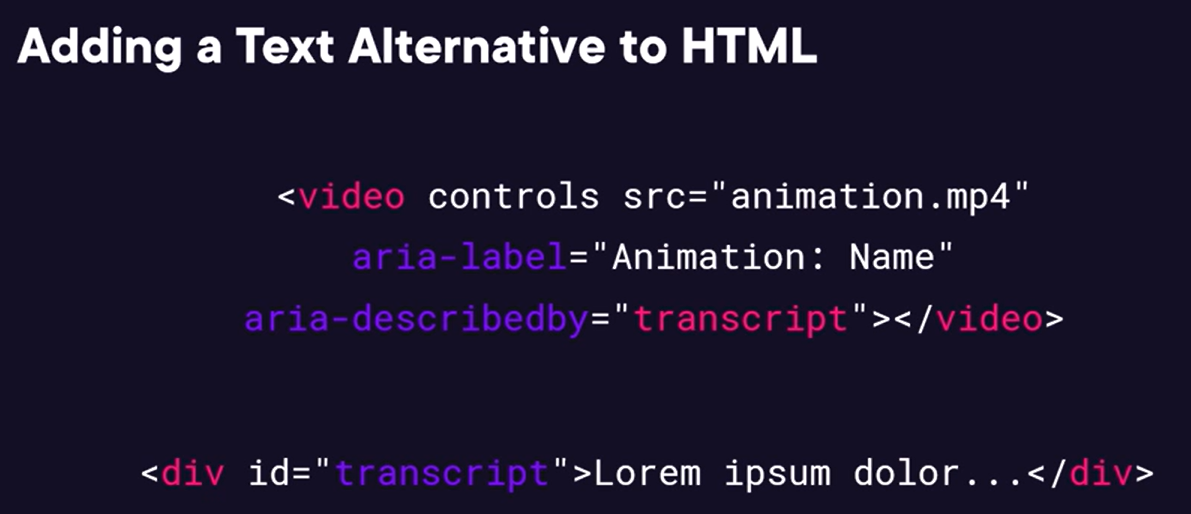 Adding a Text Alternative to HTML
<video controls src="animation.mp4"
aria-label="Animation: Name"
aria-describedby="transcript"></video>
<div id="transcript">Lorem ipsum dolor...</div>